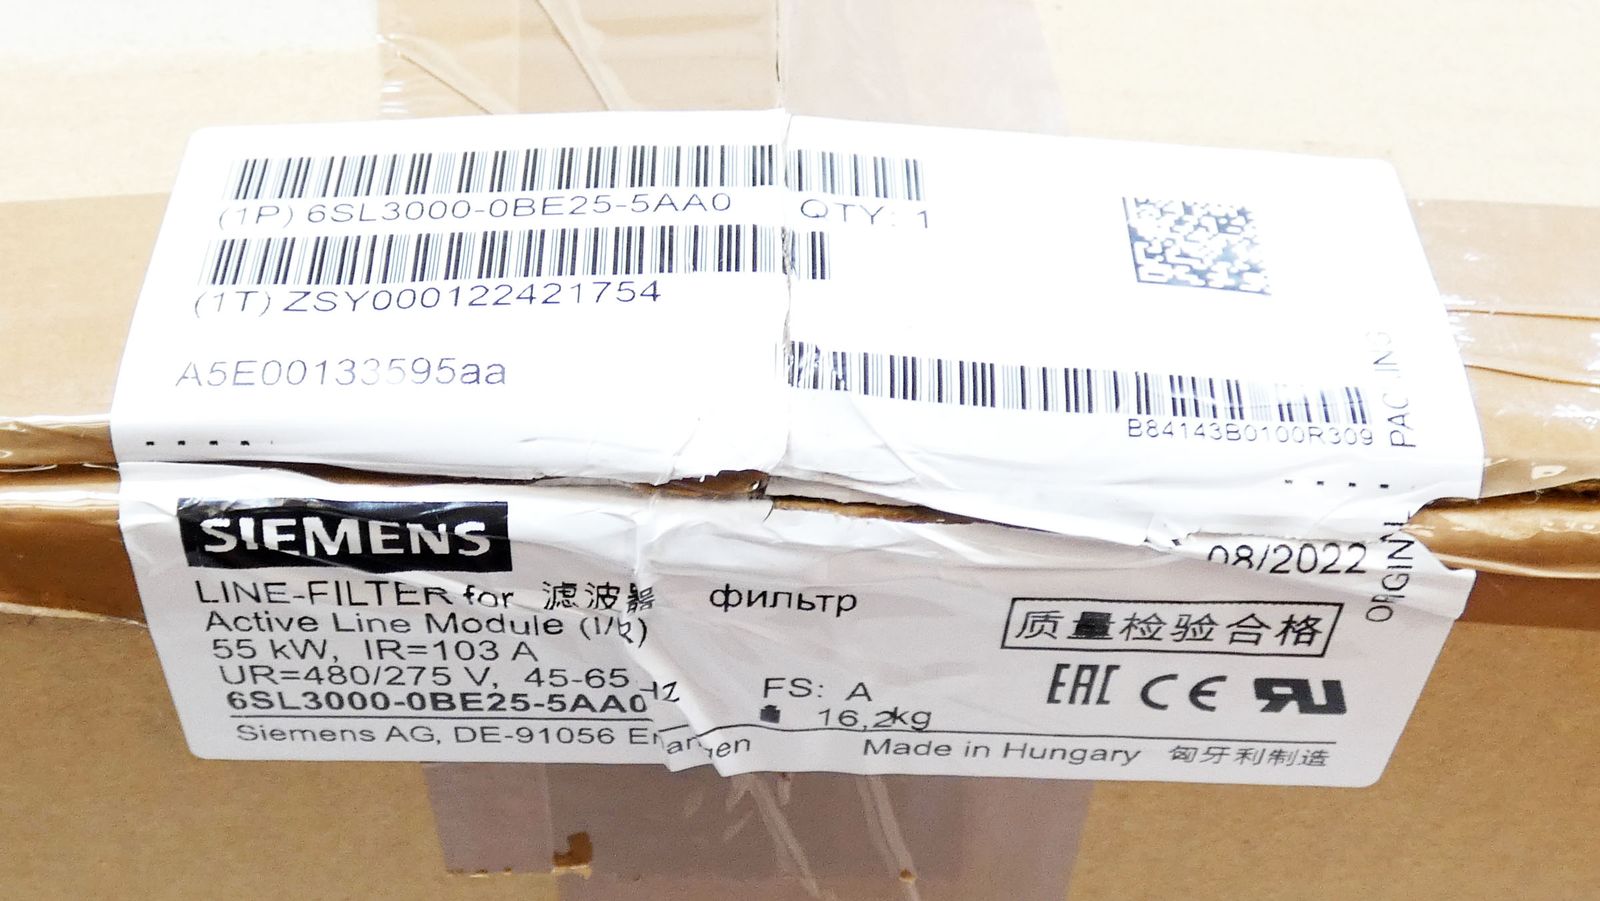 (1P) 6SL3000-0BE25-5AA0 QTY: 1
(1T) ZSY000122421754
A5E00133595aa
B84143B0100R309
ORIGINAL PACKING
SIEMENS
08/2022
LINE-FILTER for 滤波器 фильтр
Active Line Module (I/R)
质量检验合格
55 kW, IR=103 A
UR=480/275 V, 45-65 Hz
FS: A
EAC CE RU
6SL3000-0BE25-5AA0
16,2kg
Siemens AG, DE-91056 Erlangen
Made in Hungary 匈牙利制造